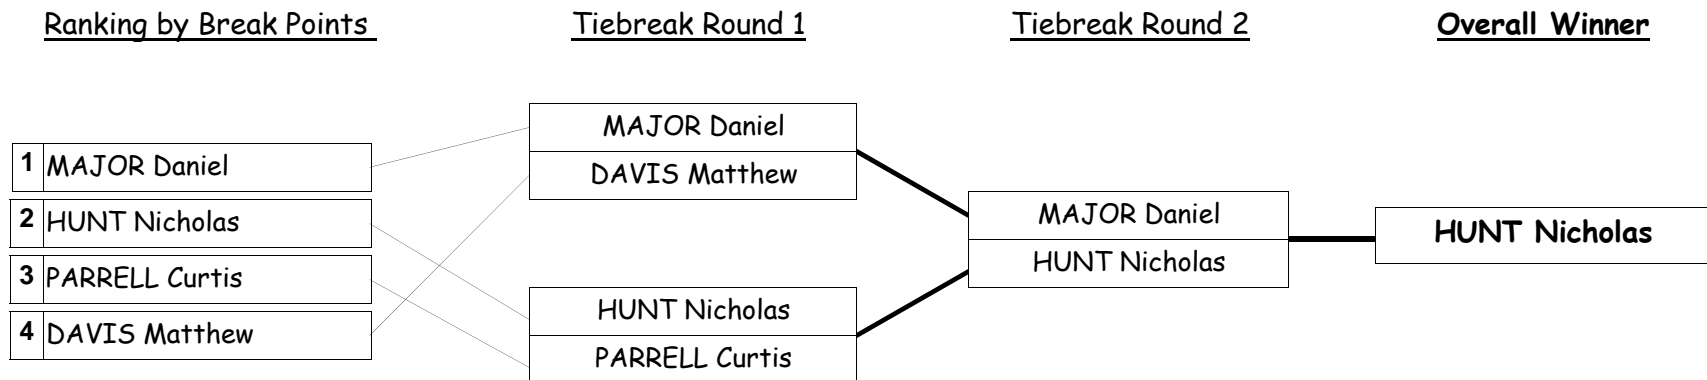 Ranking by Break Points
Tiebreak Round 1
Tiebreak Round 2
Overall Winner
1 MAJOR Daniel
2 HUNT Nicholas
3 PARRELL Curtis
4 DAVIS Matthew
MAJOR Daniel
DAVIS Matthew
HUNT Nicholas
PARRELL Curtis
MAJOR Daniel
HUNT Nicholas
HUNT Nicholas